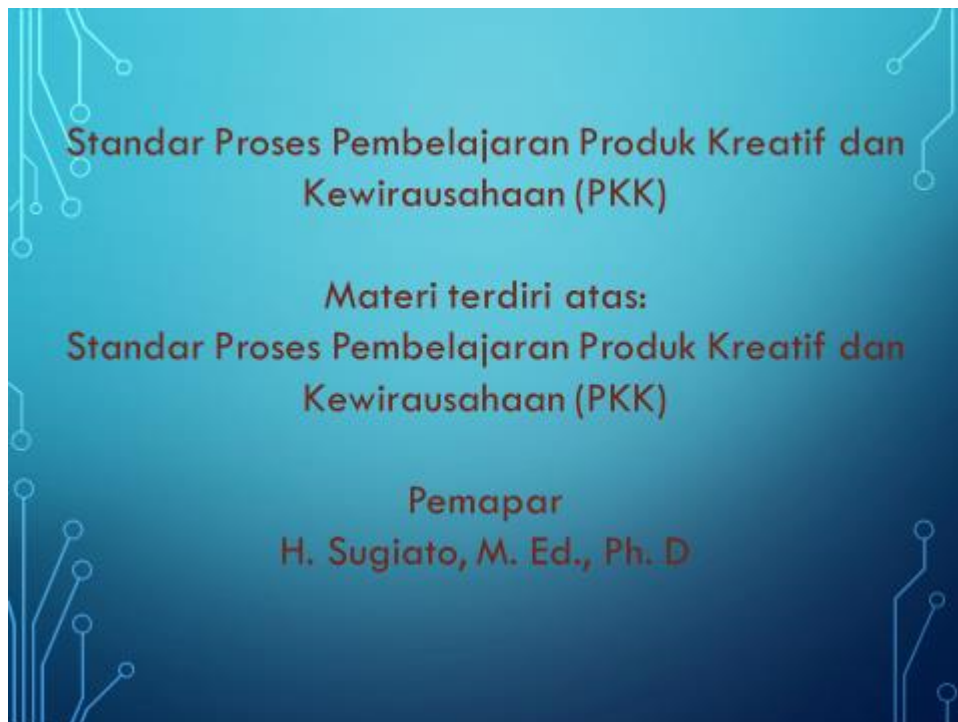 Standar Proses Pembelajaran Produk Kreatif dan
Kewirausahaan (PKK)
Materi terdiri atas:
Standar Proses Pembelajaran Produk Kreatif dan
Kewirausahaan (PKK)
Pemapar
H. Sugiato, M. Ed., Ph. D